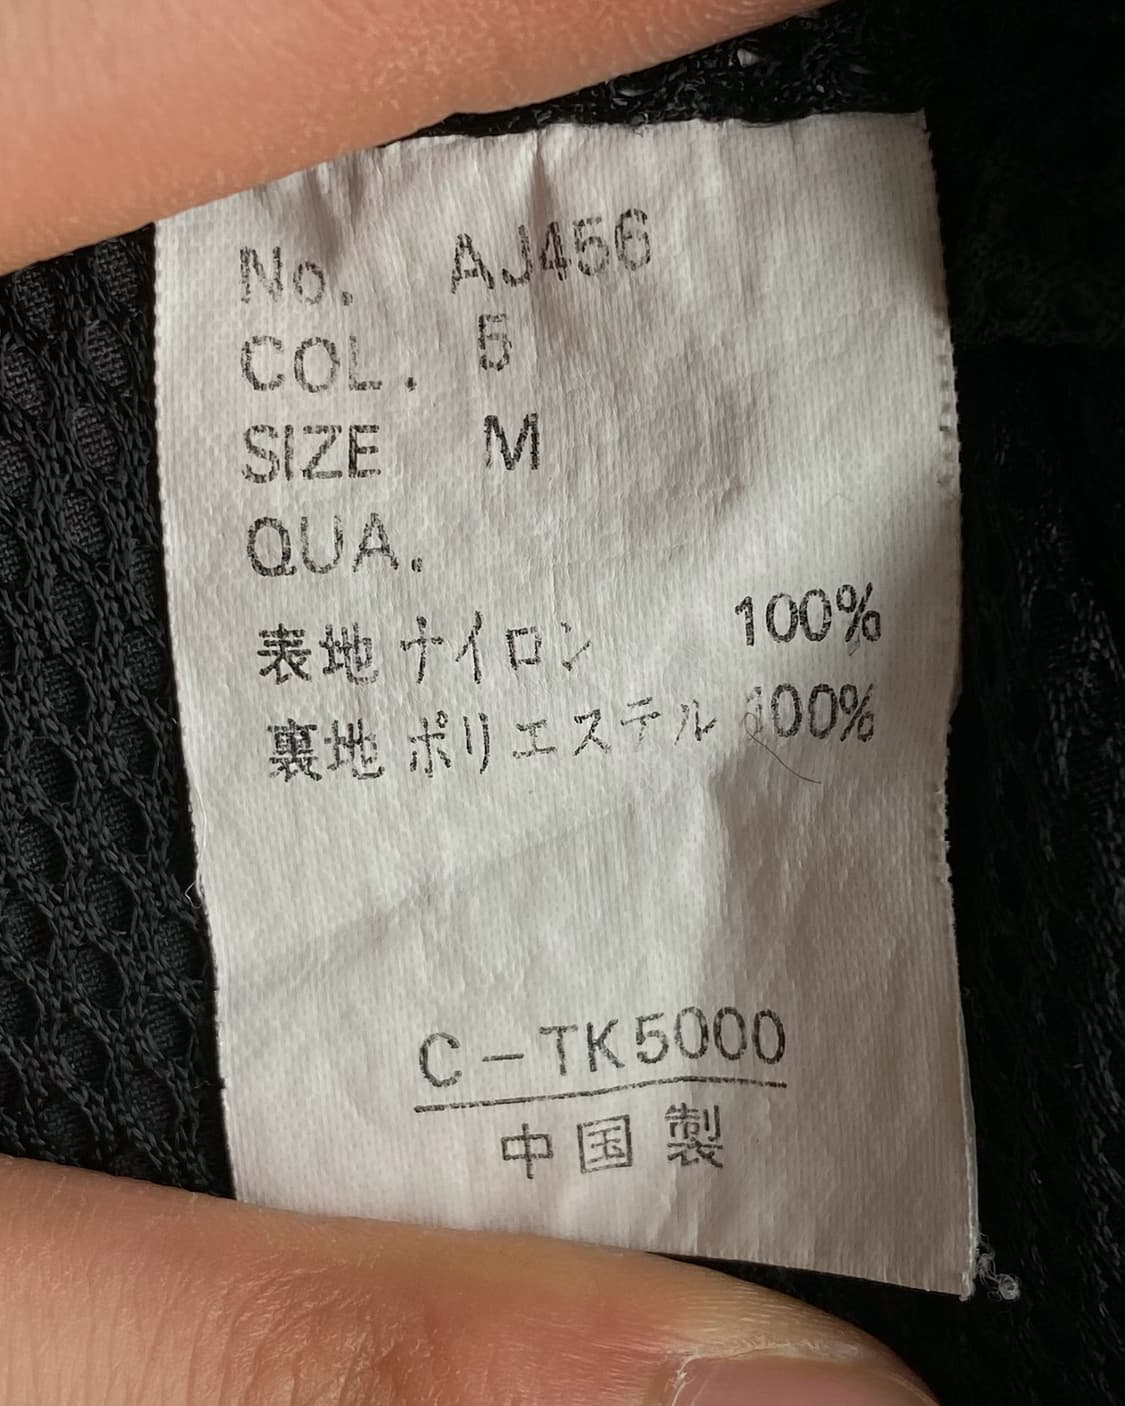 No. AJ456
COL. 5
SIZE M
QUA.
表地 ナイロン 100%
裏地 ポリエステル 100%
C-TK5000
中国製